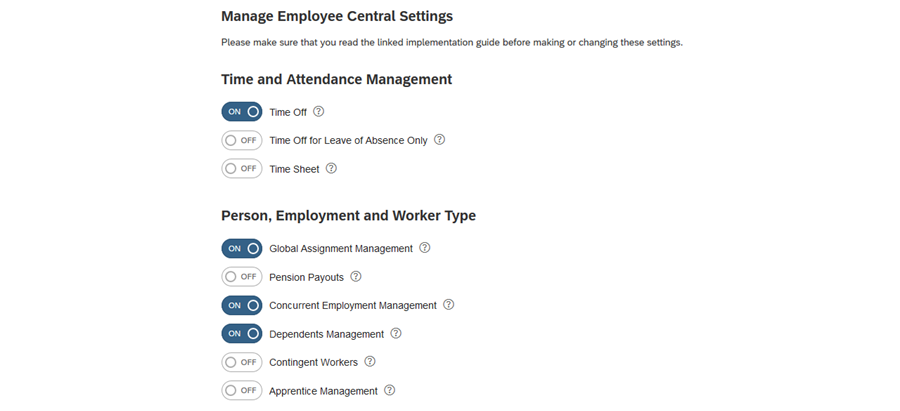 Manage Employee Central Settings
Please make sure that you read the linked implementation guide before making or changing these settings.
Time and Attendance Management
ON Time Off ?
OFF Time Off for Leave of Absence Only ?
OFF Time Sheet ?
Person, Employment and Worker Type
ON Global Assignment Management ?
OFF Pension Payouts ?
ON Concurrent Employment Management ?
ON Dependents Management ?
OFF Contingent Workers ?
OFF Apprentice Management ?